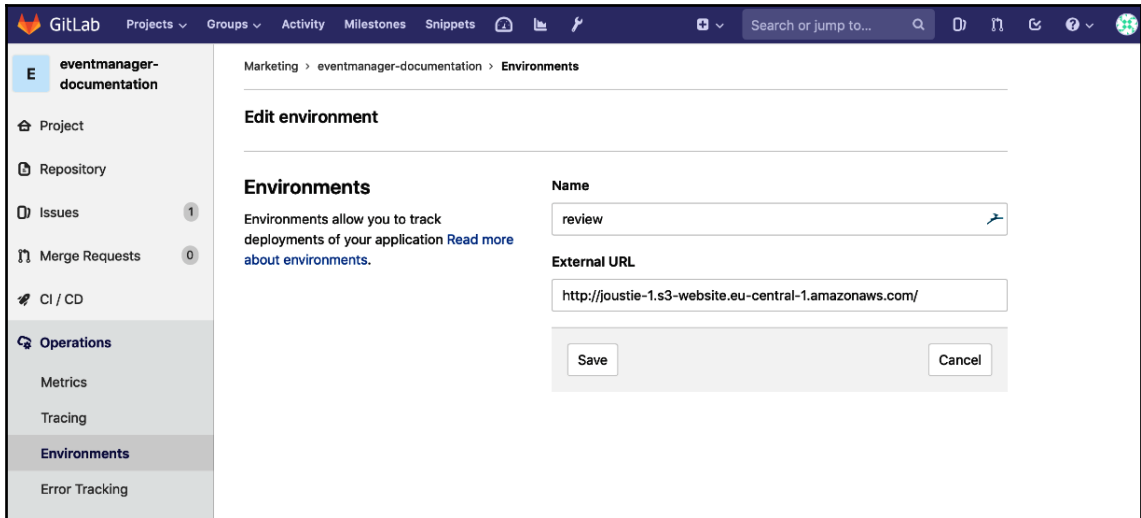 GitLab Projects Groups Activity Milestones Snippets Search or jump to...
E eventmanager-
documentation
Project
Repository
Issues 1
Merge Requests 0
CI / CD
Operations
Metrics
Tracing
Environments
Error Tracking
Marketing > eventmanager-documentation > Environments
Edit environment
Environments
Environments allow you to track
deployments of your application Read more
about environments.
Name
review
External URL
http://joustie-1.s3-website.eu-central-1.amazonaws.com/
Save Cancel